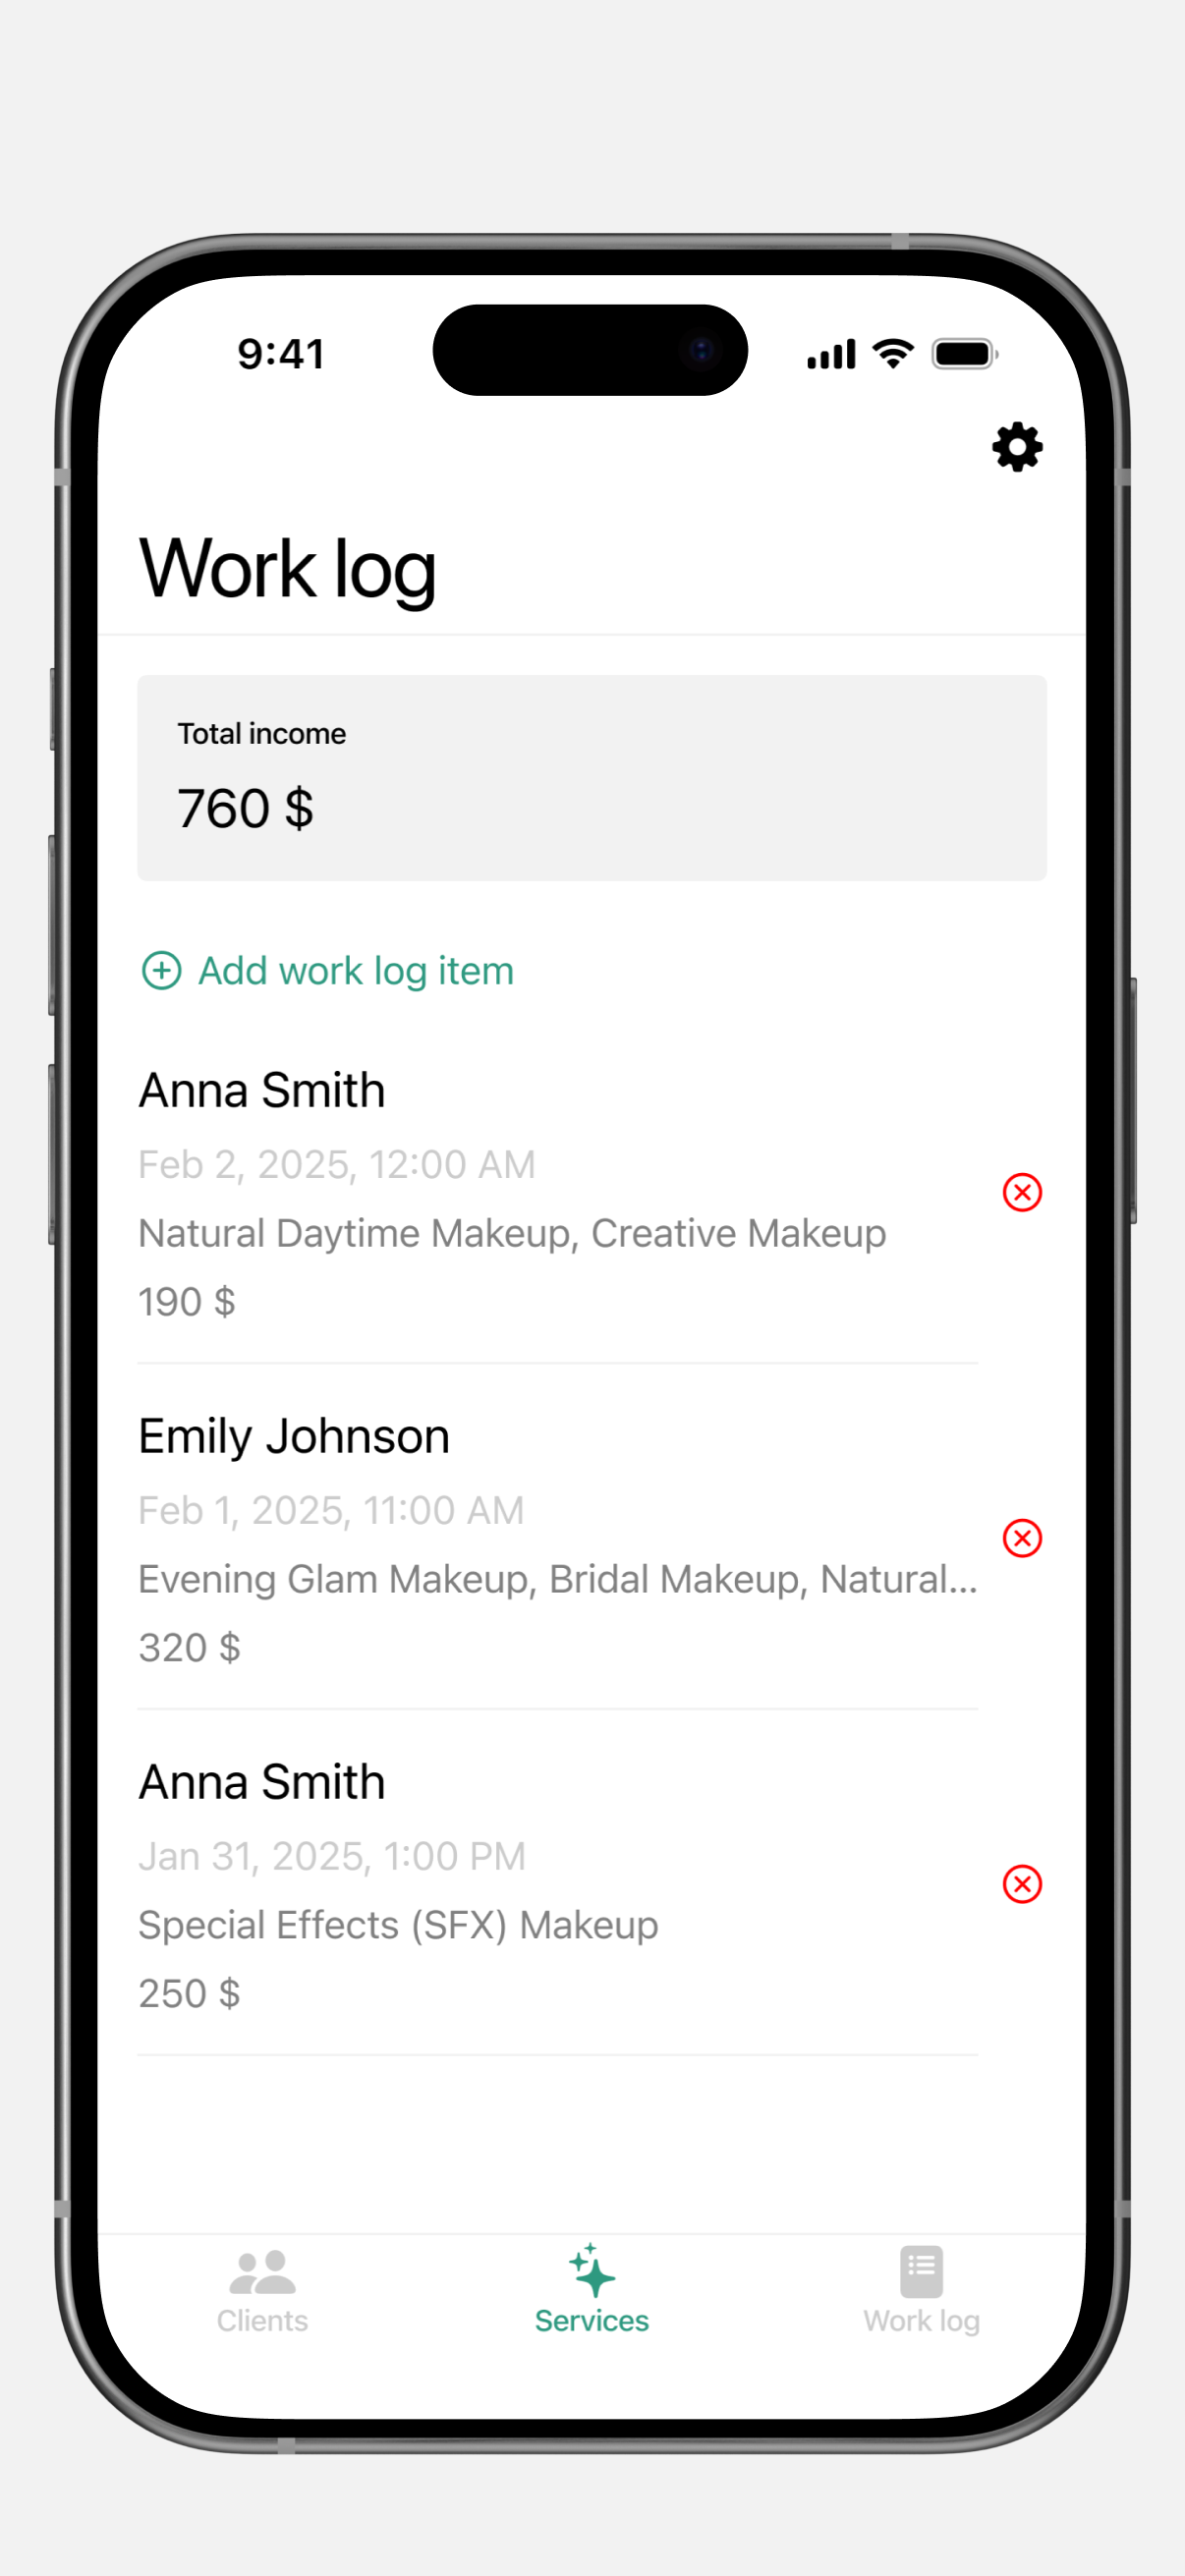 9:41
Work log
Total income
760 $
Add work log item
Anna Smith
Feb 2, 2025, 12:00 AM
Natural Daytime Makeup, Creative Makeup
190 $
Emily Johnson
Feb 1, 2025, 11:00 AM
Evening Glam Makeup, Bridal Makeup, Natural...
320 $
Anna Smith
Jan 31, 2025, 1:00 PM
Special Effects (SFX) Makeup
250 $
Clients
Services
Work log